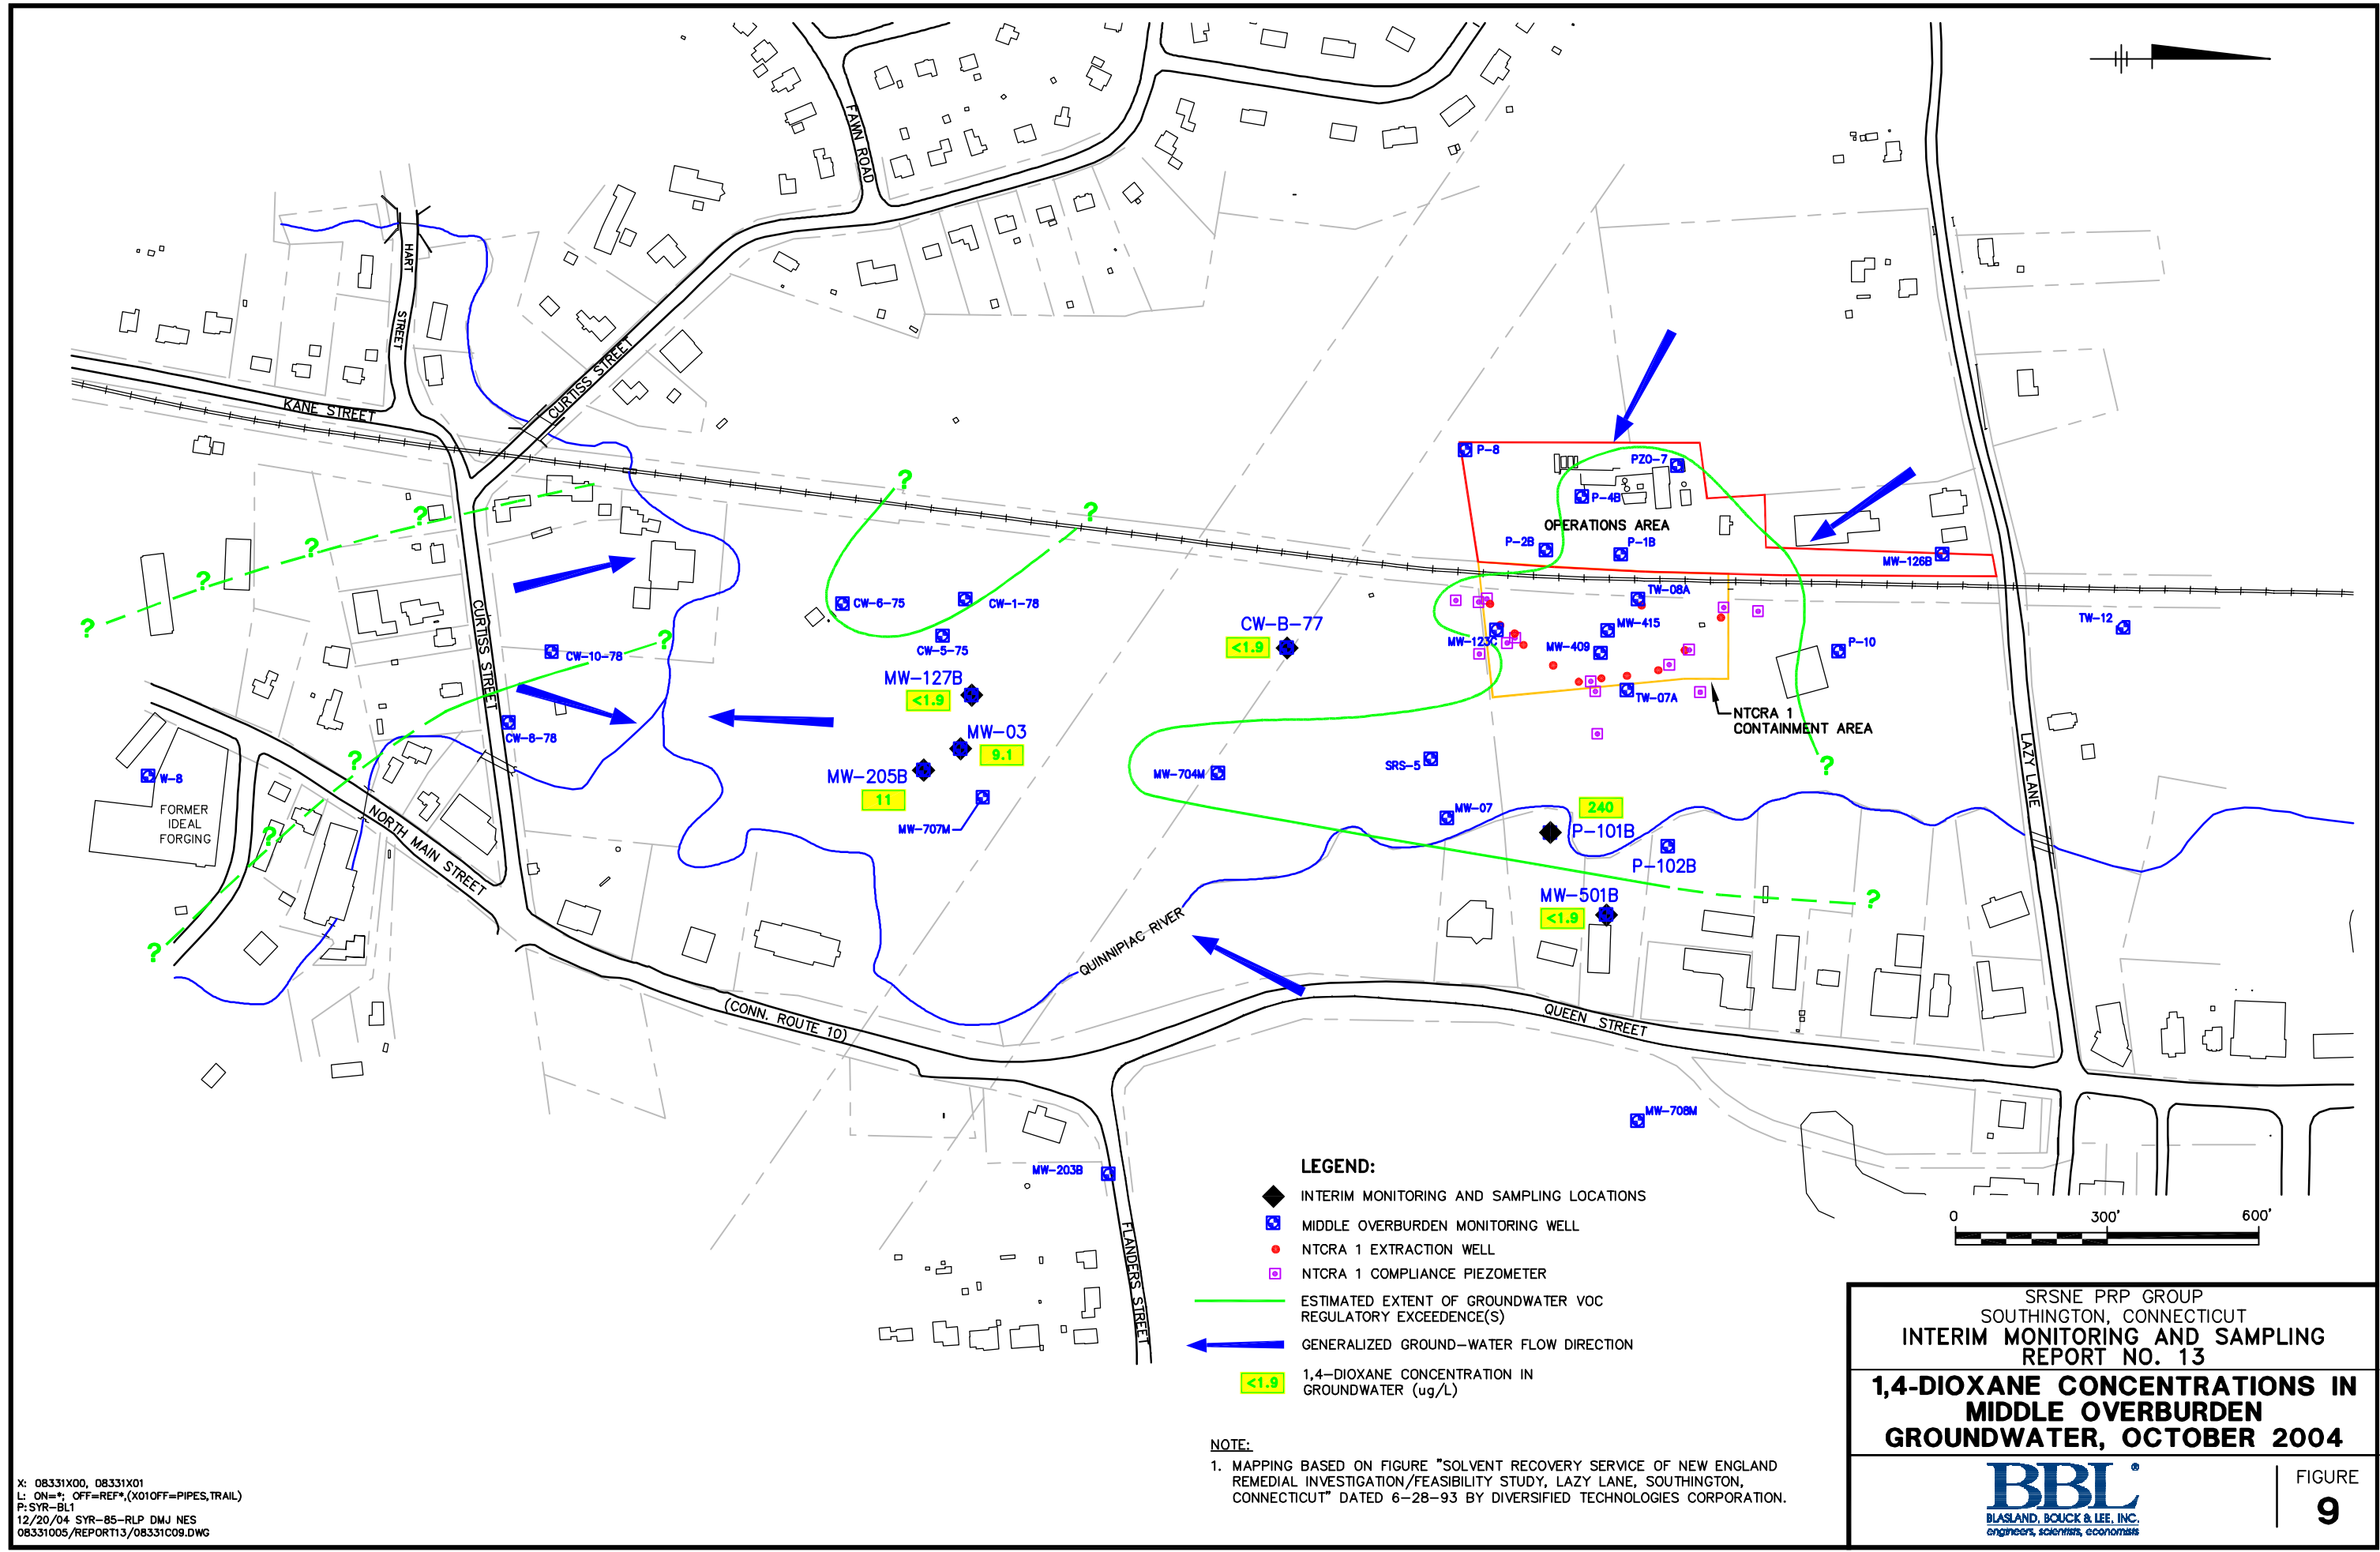 FAWN ROAD
HART
STREET
CURTISS STREET
KANE STREET
?
?
?
?
?
?
P-8
PZO-7
P-4B
OPERATIONS AREA
P-2B
P-1B
MW-126B
CURTISS STREET
CW-6-75
CW-1-78
CW-5-75
CW-10-78
?
CW-B-77
<1.9
TW-08A
MW-415
MW-123C
MW-409
P-10
TW-12
TW-07A
NTCRA 1
CONTAINMENT AREA
MW-127B
<1.9
MW-03
9.1
MW-205B
11
MW-707M
CW-8-78
?
W-8
FORMER
IDEAL
FORGING
NORTH MAIN STREET
?
?
MW-704M
SRS-5
MW-07
240
P-101B
P-102B
?
LAZY LANE
MW-501B
<1.9
?
QUINNIPIAC RIVER
(CONN. ROUTE 10)
QUEEN STREET
MW-708M
MW-203B
FLANDERS STREET
LEGEND:
INTERIM MONITORING AND SAMPLING LOCATIONS
MIDDLE OVERBURDEN MONITORING WELL
NTCRA 1 EXTRACTION WELL
NTCRA 1 COMPLIANCE PIEZOMETER
ESTIMATED EXTENT OF GROUNDWATER VOC
REGULATORY EXCEEDENCE(S)
GENERALIZED GROUND-WATER FLOW DIRECTION
<1.9
1,4-DIOXANE CONCENTRATION IN
GROUNDWATER (ug/L)
0 300' 600'
NOTE:
1. MAPPING BASED ON FIGURE "SOLVENT RECOVERY SERVICE OF NEW ENGLAND
REMEDIAL INVESTIGATION/FEASIBILITY STUDY, LAZY LANE, SOUTHINGTON,
CONNECTICUT" DATED 6-28-93 BY DIVERSIFIED TECHNOLOGIES CORPORATION.
SRSNE PRP GROUP
SOUTHINGTON, CONNECTICUT
INTERIM MONITORING AND SAMPLING
REPORT NO. 13
1,4-DIOXANE CONCENTRATIONS IN
MIDDLE OVERBURDEN
GROUNDWATER, OCTOBER 2004
BBL®
BLASLAND, BOUCK & LEE, INC.
engineers, scientists, economists
FIGURE
9
X: 08331X00, 08331X01
L: ON=*; OFF=REF*,(X01OFF=PIPES,TRAIL)
P: SYR-BL1
12/20/04 SYR-85-RLP DMJ NES
08331005/REPORT13/08331C09.DWG